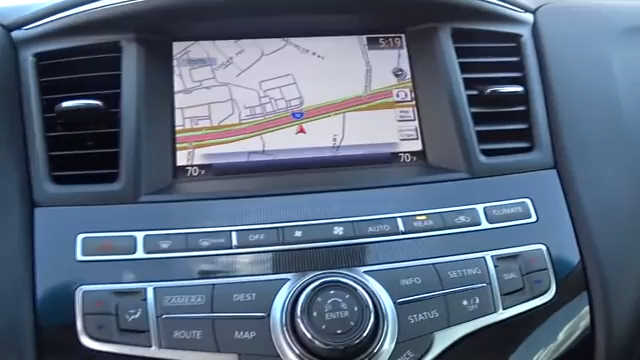 5:19
70°F
70°F
OFF
AUTO
REAR
CLIMATE
CAMERA
DEST
ROUTE
MAP
ENTER
INFO
SETTING
STATUS
OFF
DUAL